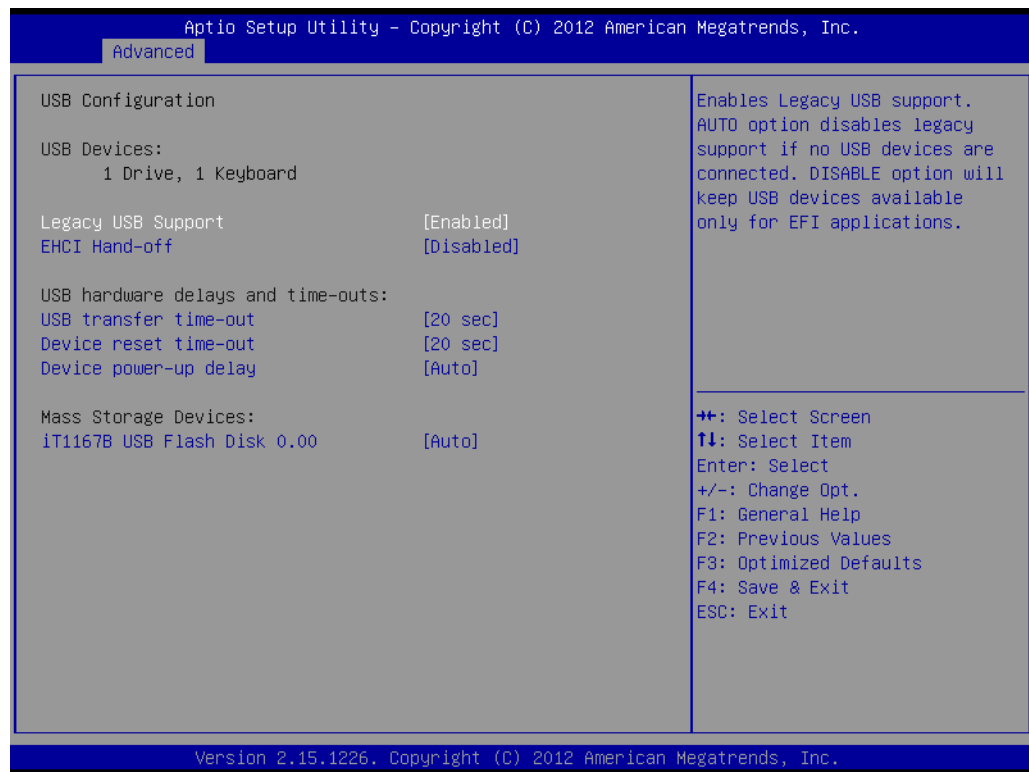 Aptio Setup Utility – Copyright (C) 2012 American Megatrends, Inc.
Advanced
USB Configuration
USB Devices:
1 Drive, 1 Keyboard
Legacy USB Support [Enabled]
EHCI Hand-off [Disabled]
USB hardware delays and time-outs:
USB transfer time-out [20 sec]
Device reset time-out [20 sec]
Device power-up delay [Auto]
Mass Storage Devices:
iT1167B USB Flash Disk 0.00 [Auto]
Enables Legacy USB support.
AUTO option disables legacy
support if no USB devices are
connected. DISABLE option will
keep USB devices available
only for EFI applications.
→←: Select Screen
↑↓: Select Item
Enter: Select
+/-: Change Opt.
F1: General Help
F2: Previous Values
F3: Optimized Defaults
F4: Save & Exit
ESC: Exit
Version 2.15.1226. Copyright (C) 2012 American Megatrends, Inc.